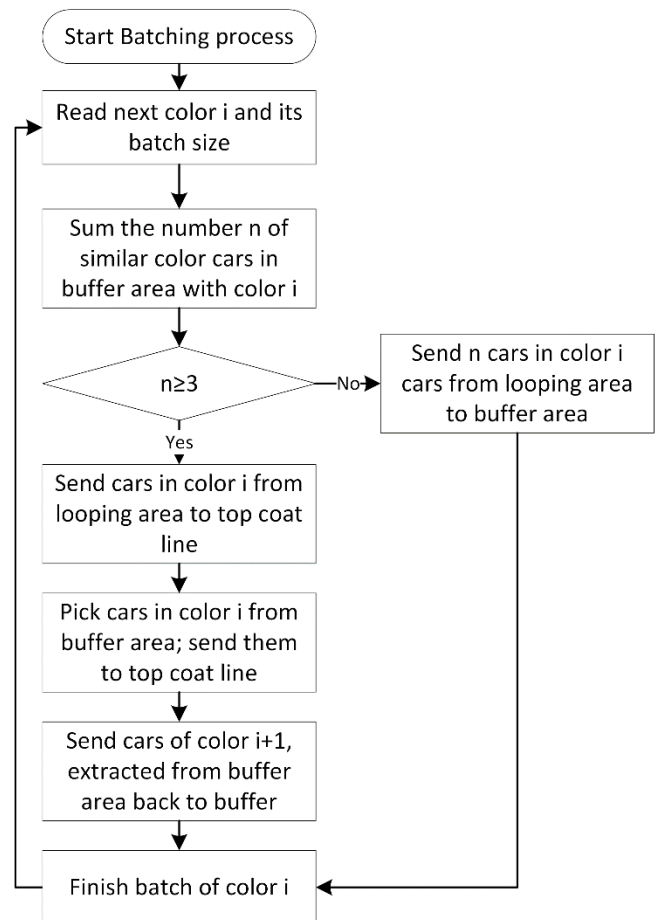 Start Batching process
Read next color i and its
batch size
Sum the number n of
similar color cars in
buffer area with color i
n≥3
No
Send n cars in color i
cars from looping area
to buffer area
Yes
Send cars in color i from
looping area to top coat
line
Pick cars in color i from
buffer area; send them
to top coat line
Send cars of color i+1,
extracted from buffer
area back to buffer
Finish batch of color i